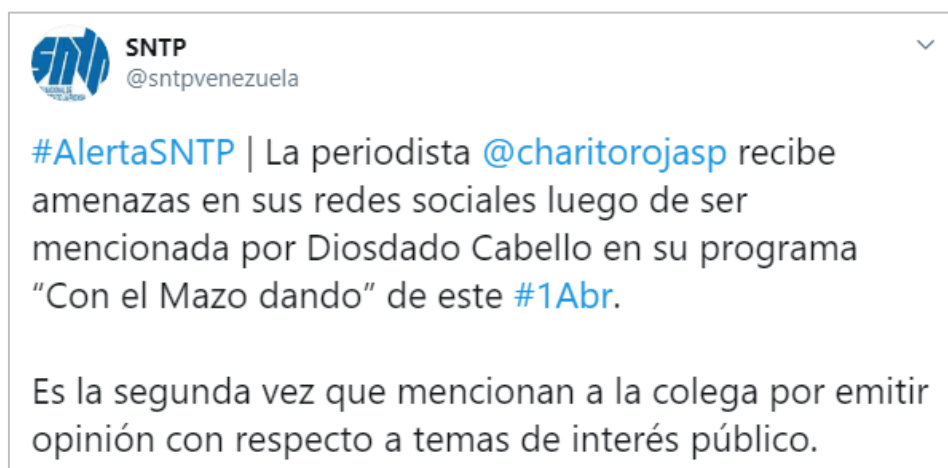 SNTP
@sntpvenezuela
#AlertaSNTP | La periodista @charitorojasp recibe
amenazas en sus redes sociales luego de ser
mencionada por Diosdado Cabello en su programa
“Con el Mazo dando” de este #1Abr.
Es la segunda vez que mencionan a la colega por emitir
opinión con respecto a temas de interés público.